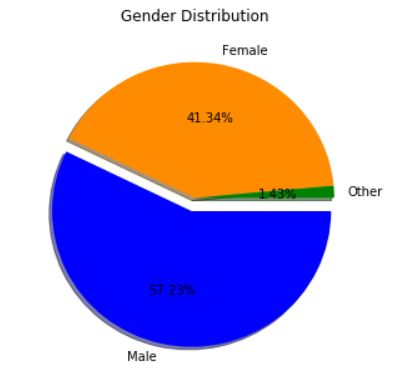 Gender Distribution
Female
41.34%
1.43%
Other
57.23%
Male